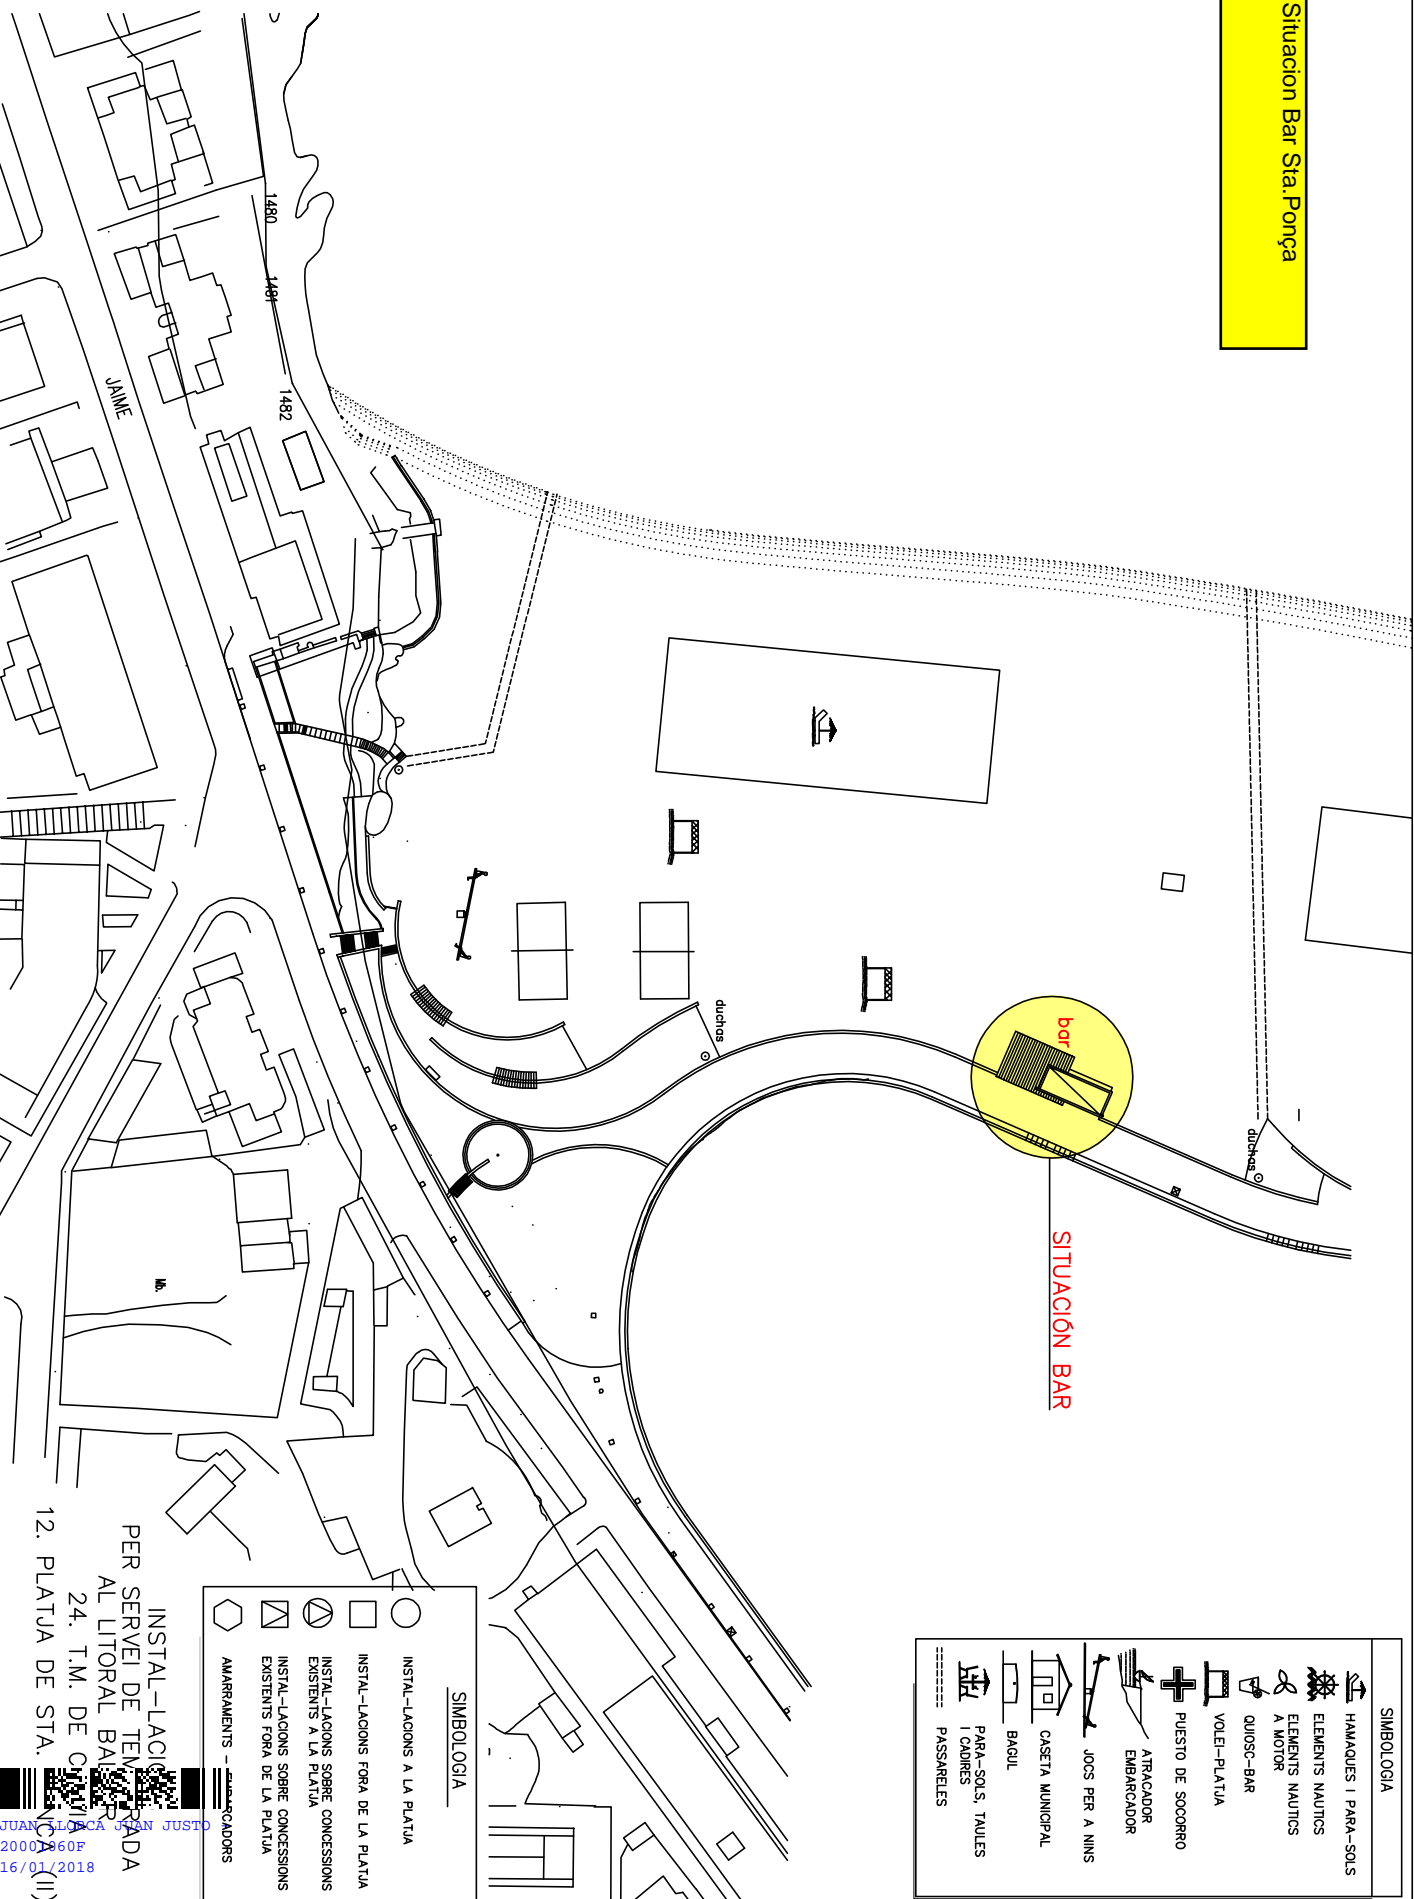 Situacion Bar Sta.Ponça
1480
1481
1482
JAIME
duchas
bar
duchas
SITUACIÓN BAR
SIMBOLOGIA
HAMAQUES I PARA-SOLS
ELEMENTS NAUTICS
ELEMENTS NAUTICS
A MOTOR
QUIOSC-BAR
VOLEI-PLATJA
PUESTO DE SOCORRO
ATRACADOR
EMBARCADOR
JOCS PER A NINS
CASETA MUNICIPAL
BAGUL
PARA-SOLS, TAULES
I CADIRES
PASSARELES
SIMBOLOGIA
INSTAL-LACIONS A LA PLATJA
INSTAL-LACIONS FORA DE LA PLATJA
INSTAL-LACIONS SOBRE CONCESSIONS
EXISTENTS A LA PLATJA
INSTAL-LACIONS SOBRE CONCESSIONS
EXISTENTS FORA DE LA PLATJA
AMARRAMENTS - EMBARCADORS
PER SERVEI DE
AL LITORAL
24. T.M. DE
12. PLATJA DE STA. (II)
JUAN LLORCA JUAN JUSTO
16/01/2018